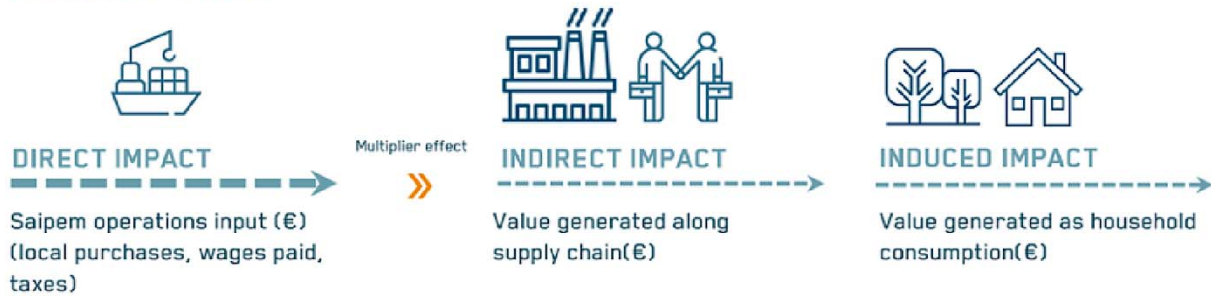 DIRECT IMPACT
Saipem operations input (€)
(local purchases, wages paid,
taxes)
Multiplier effect
INDIRECT IMPACT
Value generated along
supply chain(€)
INDUCED IMPACT
Value generated as household
consumption(€)